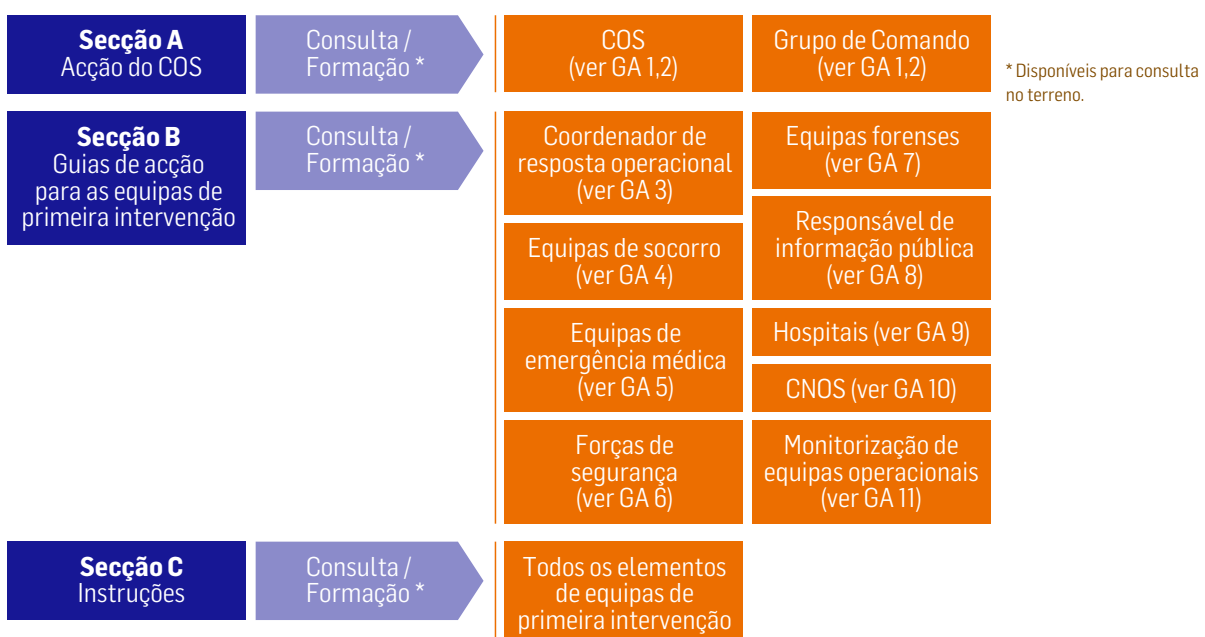 Secção A
Acção do COS
Consulta /
Formação *
COS
(ver GA 1,2)
Grupo de Comando
(ver GA 1,2)
* Disponíveis para consulta
no terreno.
Secção B
Guias de acção
para as equipas de
primeira intervenção
Consulta /
Formação *
Coordenador de
resposta operacional
(ver GA 3)
Equipas de socorro
(ver GA 4)
Equipas de
emergência médica
(ver GA 5)
Forças de
segurança
(ver GA 6)
Equipas forenses
(ver GA 7)
Responsável de
informação pública
(ver GA 8)
Hospitais (ver GA 9)
CNOS (ver GA 10)
Monitorização de
equipas operacionais
(ver GA 11)
Secção C
Instruções
Consulta /
Formação *
Todos os elementos
de equipas de
primeira intervenção